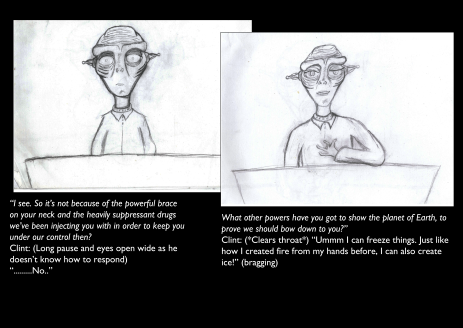 "I see. So it's not because of the powerful brace
on your neck and the heavily suppressant drugs
we've been injecting you with in order to keep you
under our control then?
Clint: (Long pause and eyes open wide as he
doesn't know how to respond)
".........No.."
What other powers have you got to show the planet of Earth, to
prove we should bow down to you?"
Clint: (*Clears throat*) "Ummm I can freeze things. Just like
how I created fire from my hands before, I can also create
ice!" (bragging)